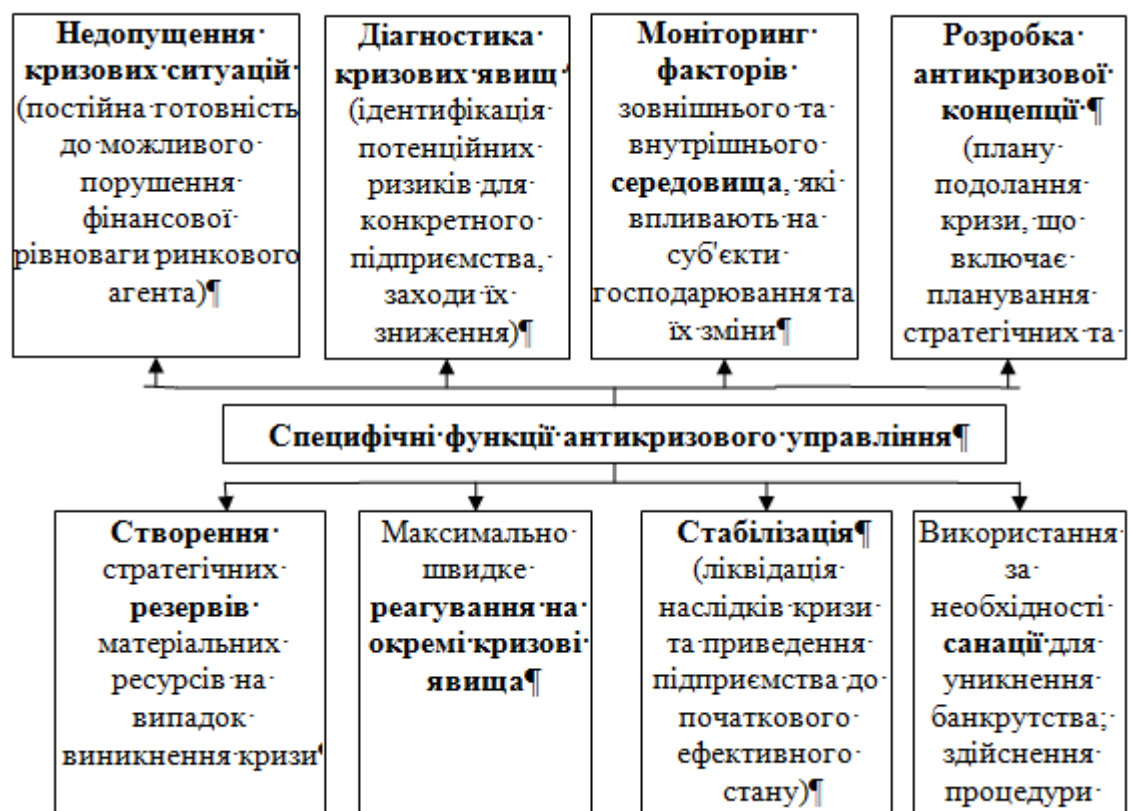 Недопущення
кризових ситуацій
(постійна готовність
до можливого
порушення
фінансової
рівноваги ринкового
агента)¶
Діагностика
кризових явищ
(ідентифікація
потенційних
ризиків для
конкретного
підприємства,
заходи їх
зниження)¶
Моніторинг
факторів
зовнішнього та
внутрішнього
середовища, які
впливають на
суб'єкти
господарювання та
їх зміни¶
Розробка
антикризової
концепції¶
(плану
подолання
кризи, що
включає
планування
стратегічних та
Специфічні функції антикризового управління¶
Створення
стратегічних
резервів
матеріальних
ресурсів на
випадок
виникнення кризи¶
Максимально
швидке
реагування на
окремі кризові
явища¶
Стабілізація¶
(ліквідація
наслідків кризи
та приведення
підприємства до
початкового
ефективного
стану)¶
Використання
за
необхідності
санації для
уникнення
банкрутства;
здійснення
процедури